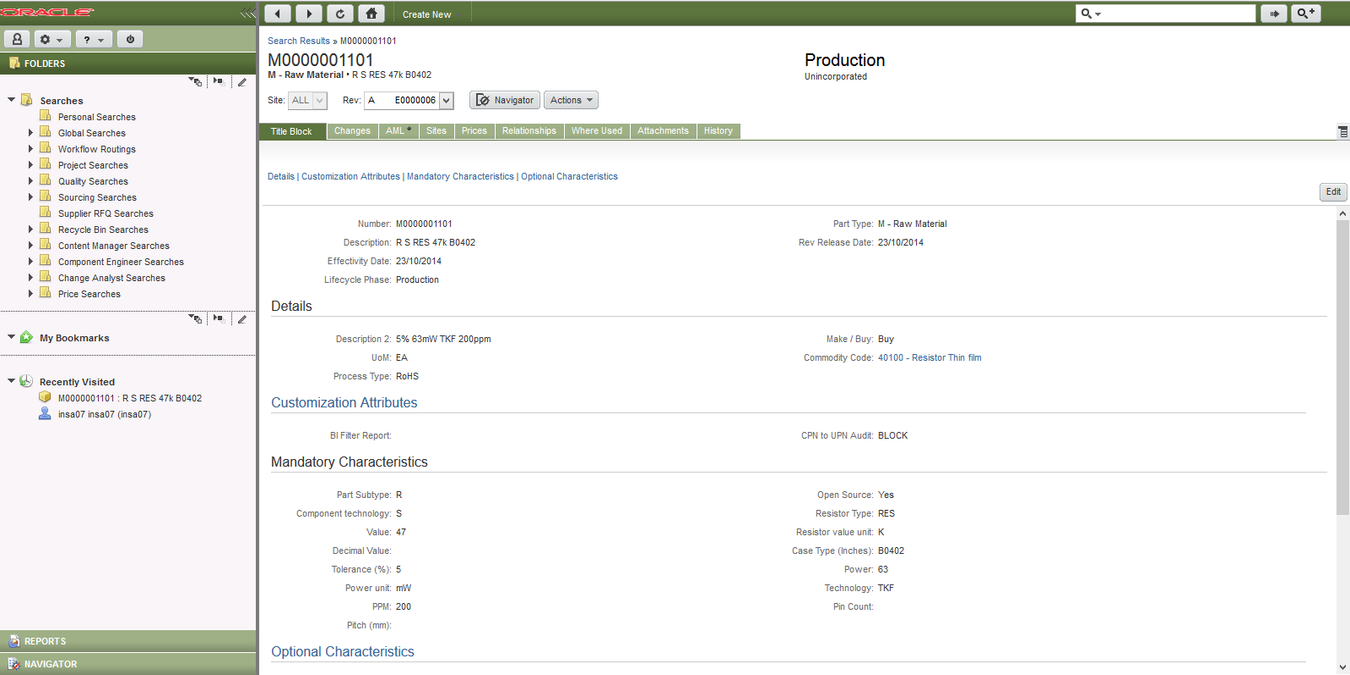 ORACLE
Create New
FOLDERS
Searches
Personal Searches
Global Searches
Workflow Routings
Project Searches
Quality Searches
Sourcing Searches
Supplier RFQ Searches
Recycle Bin Searches
Content Manager Searches
Component Engineer Searches
Change Analyst Searches
Price Searches
My Bookmarks
Recently Visited
M0000001101 : R S RES 47k B0402
insa07 insa07 (insa07)
REPORTS
NAVIGATOR
Search Results » M0000001101
M0000001101
M - Raw Material • R S RES 47k B0402
Production
Unincorporated
Site: ALL Rev: A E0000006 Navigator Actions
Title Block Changes AML * Sites Prices Relationships Where Used Attachments History
Details | Customization Attributes | Mandatory Characteristics | Optional Characteristics
Edit
Number: M0000001101 Part Type: M - Raw Material
Description: R S RES 47k B0402 Rev Release Date: 23/10/2014
Effectivity Date: 23/10/2014
Lifecycle Phase: Production
Details
Description 2: 5% 63mW TKF 200ppm Make / Buy: Buy
UoM: EA Commodity Code: 40100 - Resistor Thin film
Process Type: RoHS
Customization Attributes
BI Filter Report: CPN to UPN Audit: BLOCK
Mandatory Characteristics
Part Subtype: R Open Source: Yes
Component technology: S Resistor Type: RES
Value: 47 Resistor value unit: K
Decimal Value: Case Type (Inches): B0402
Tolerance (%): 5 Power: 63
Power unit: mW Technology: TKF
PPM: 200 Pin Count:
Pitch (mm):
Optional Characteristics